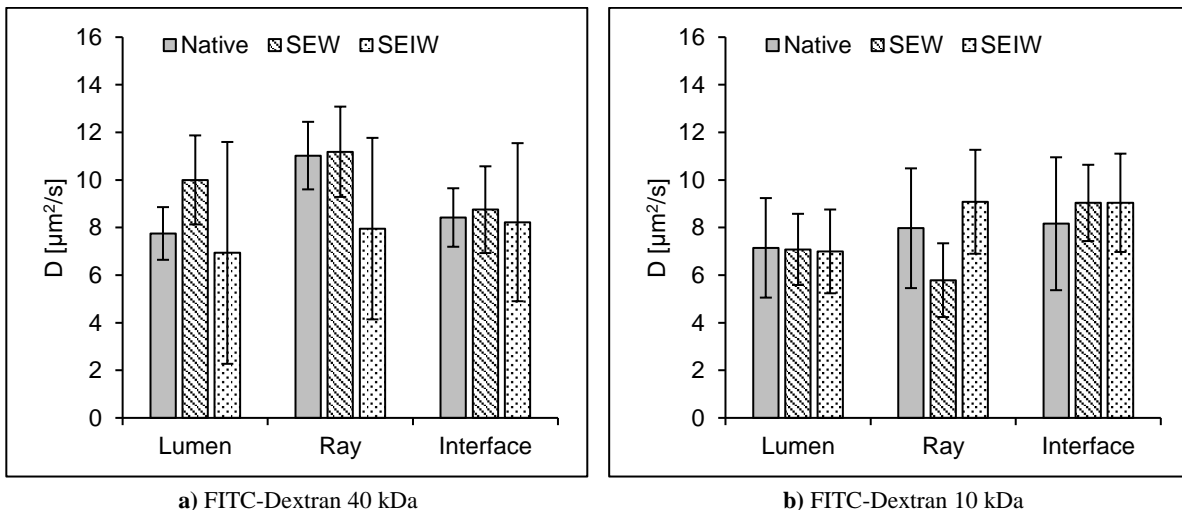 16
14
12
10
8
6
4
2
0
D [µm²/s]
Native SEW SEIW
Lumen Ray Interface
a) FITC-Dextran 40 kDa
16
14
12
10
8
6
4
2
0
D [µm²/s]
Native SEW SEIW
Lumen Ray Interface
b) FITC-Dextran 10 kDa